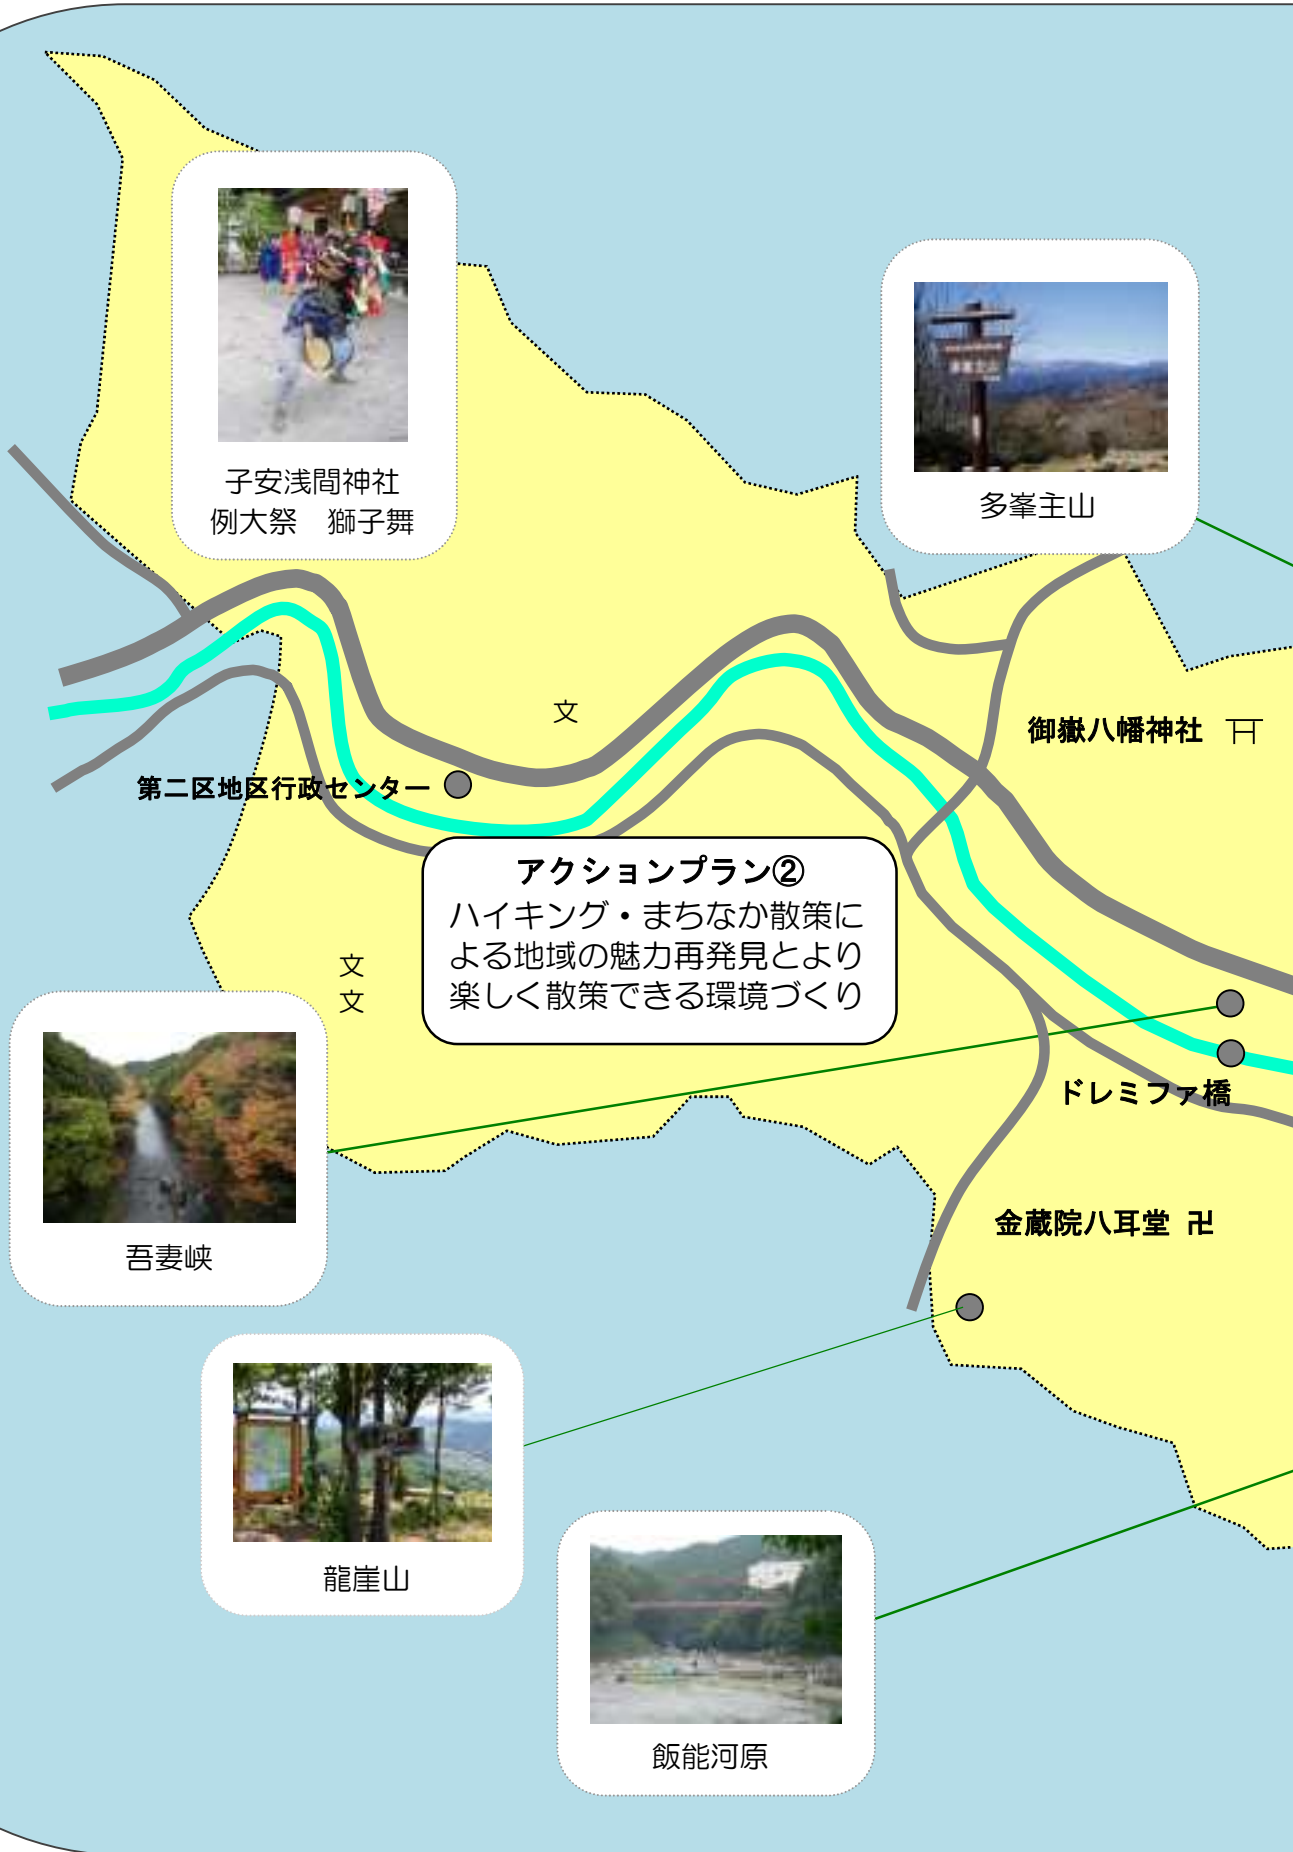 子安浅間神社
例大祭　獅子舞
多峯主山
文
御嶽八幡神社
第二区地区行政センター
アクションプラン②
ハイキング・まちなか散策に
よる地域の魅力再発見とより
楽しく散策できる環境づくり
文
文
ドレミファ橋
金蔵院八耳堂 卍
吾妻峡
龍崖山
飯能河原